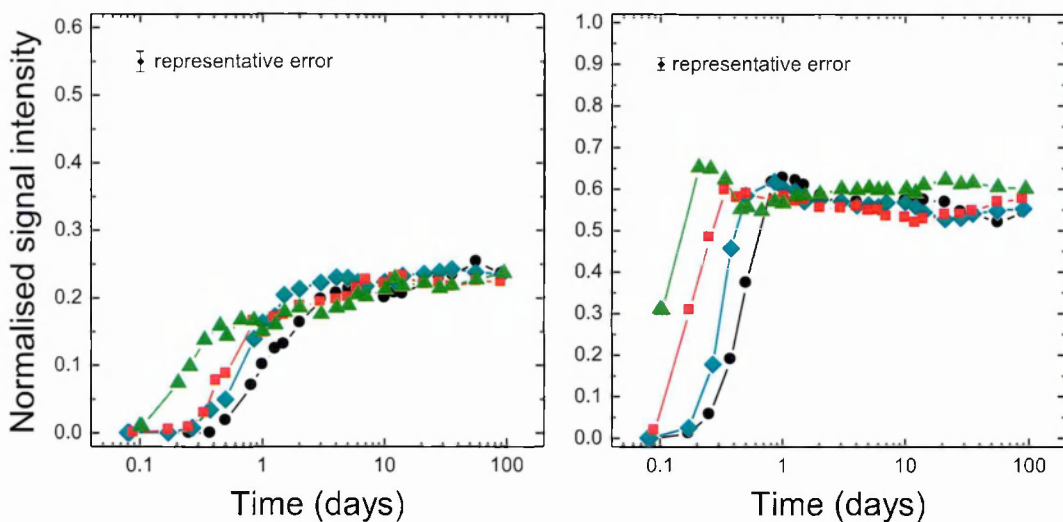 Normalised signal intensity
0.6
0.5
0.4
0.3
0.2
0.1
0.0
representative error
0.1 1 10 100
Time (days)
1.0
0.9
0.8
0.7
0.6
0.5
0.4
0.3
0.2
0.1
0.0
representative error
0.1 1 10 100
Time (days)